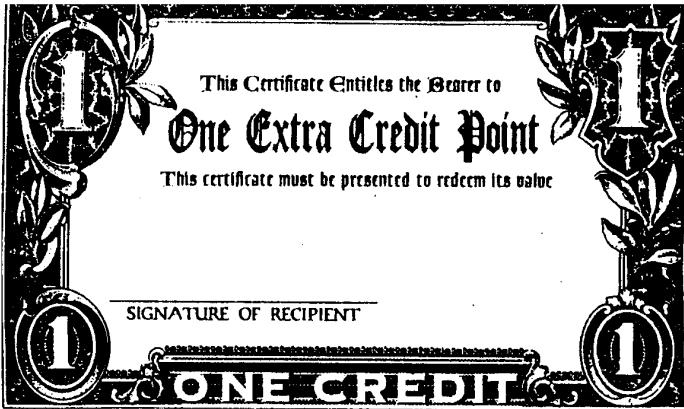 1 1
This Certificate Entitles the Bearer to
One Extra Credit Point
This certificate must be presented to redeem its value
SIGNATURE OF RECIPIENT
1 1
ONE CREDIT